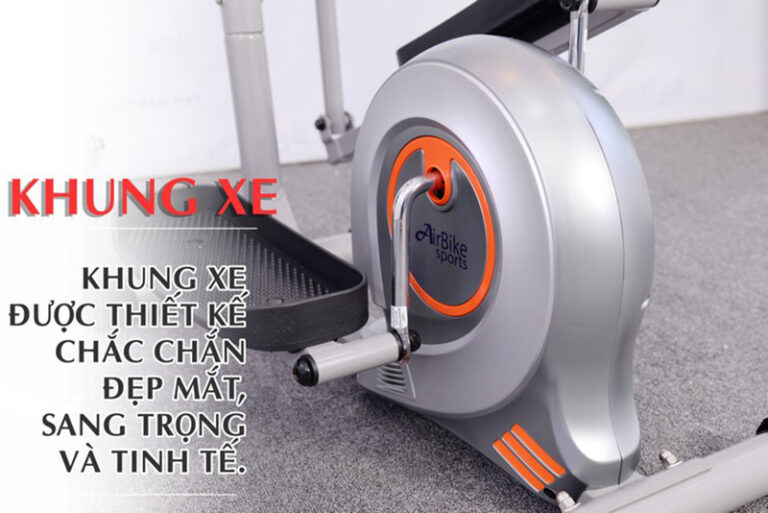 KHUNG XE
KHUNG XE
ĐƯỢC THIẾT KẾ
CHẮC CHẮN
ĐẸP MẮT,
SANG TRỌNG
VÀ TINH TẾ.
AirBike
sports